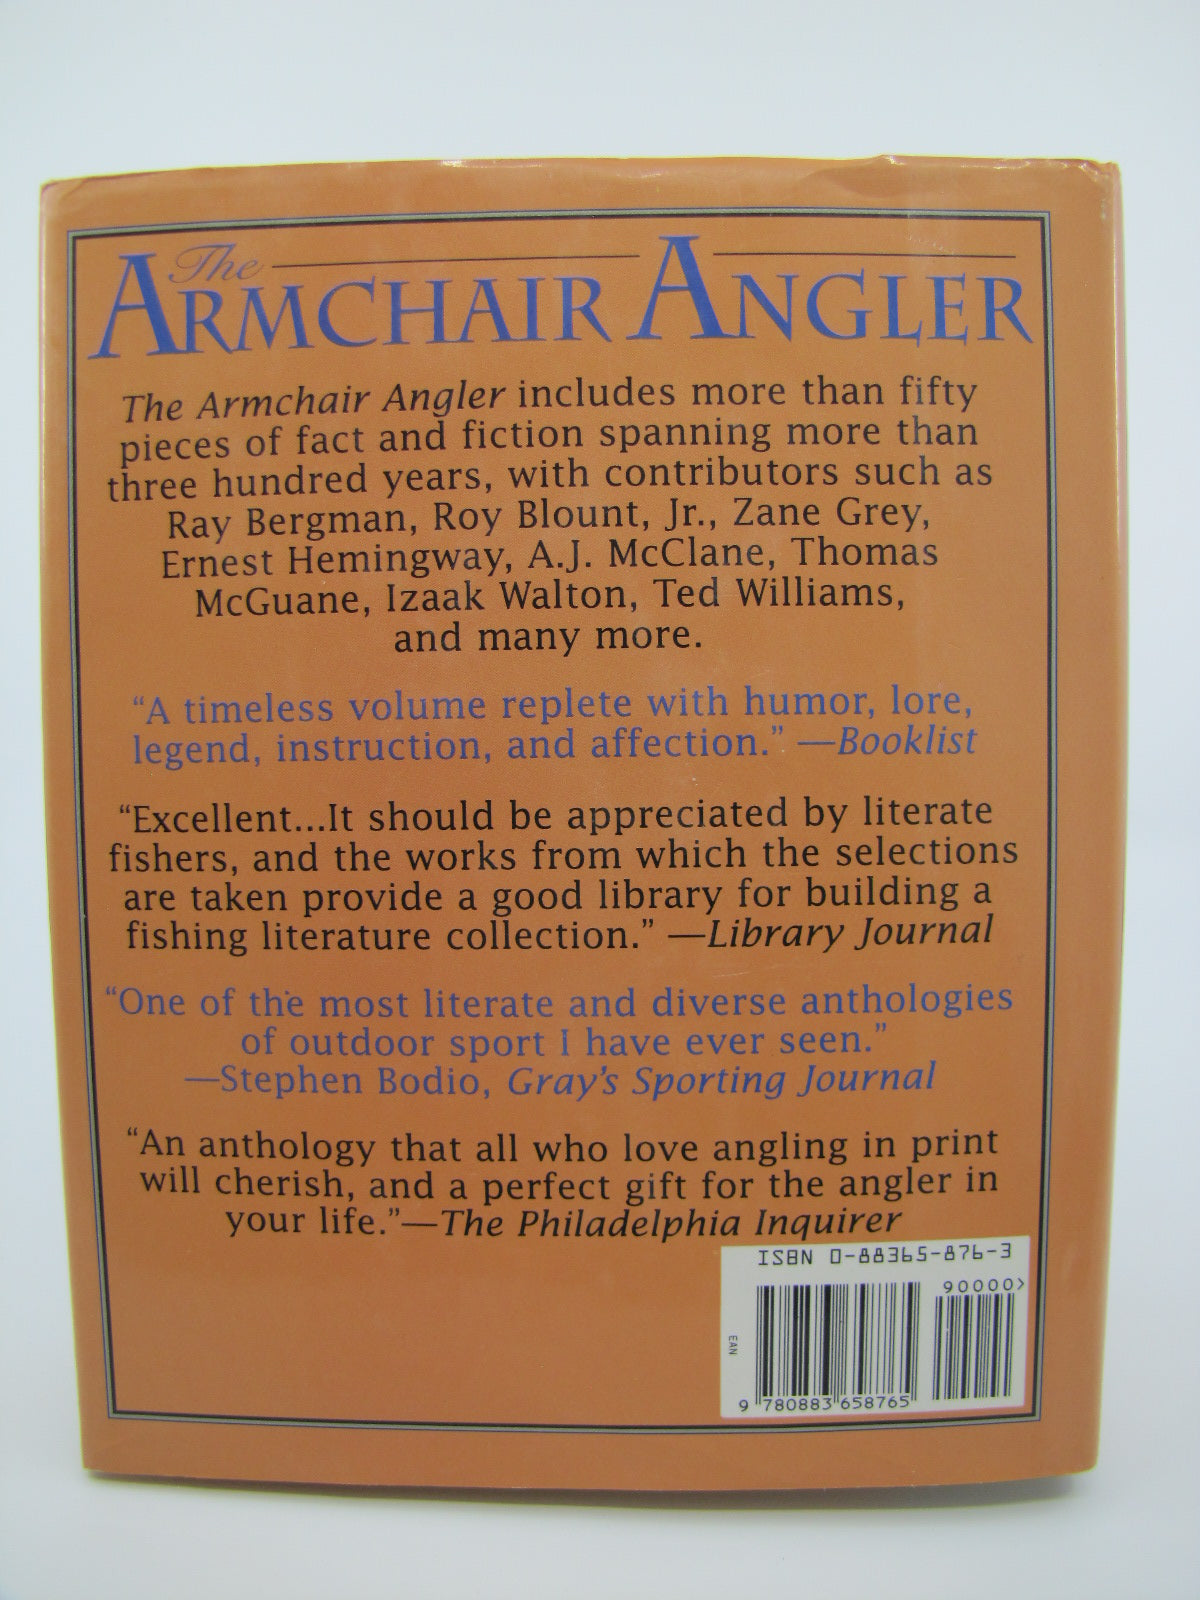 The
ARMCHAIR ANGLER
The Armchair Angler includes more than fifty
pieces of fact and fiction spanning more than
three hundred years, with contributors such as
Ray Bergman, Roy Blount, Jr., Zane Grey,
Ernest Hemingway, A.J. McClane, Thomas
McGuane, Izaak Walton, Ted Williams,
and many more.
“A timeless volume replete with humor, lore,
legend, instruction, and affection.” —Booklist
“Excellent...It should be appreciated by literate
fishers, and the works from which the selections
are taken provide a good library for building a
fishing literature collection.” —Library Journal
“One of the most literate and diverse anthologies
of outdoor sport I have ever seen.”
—Stephen Bodio, Gray’s Sporting Journal
“An anthology that all who love angling in print
will cherish, and a perfect gift for the angler in
your life.”—The Philadelphia Inquirer
ISBN 0-88365-876-3
90000>
EAN
9 780883 658765